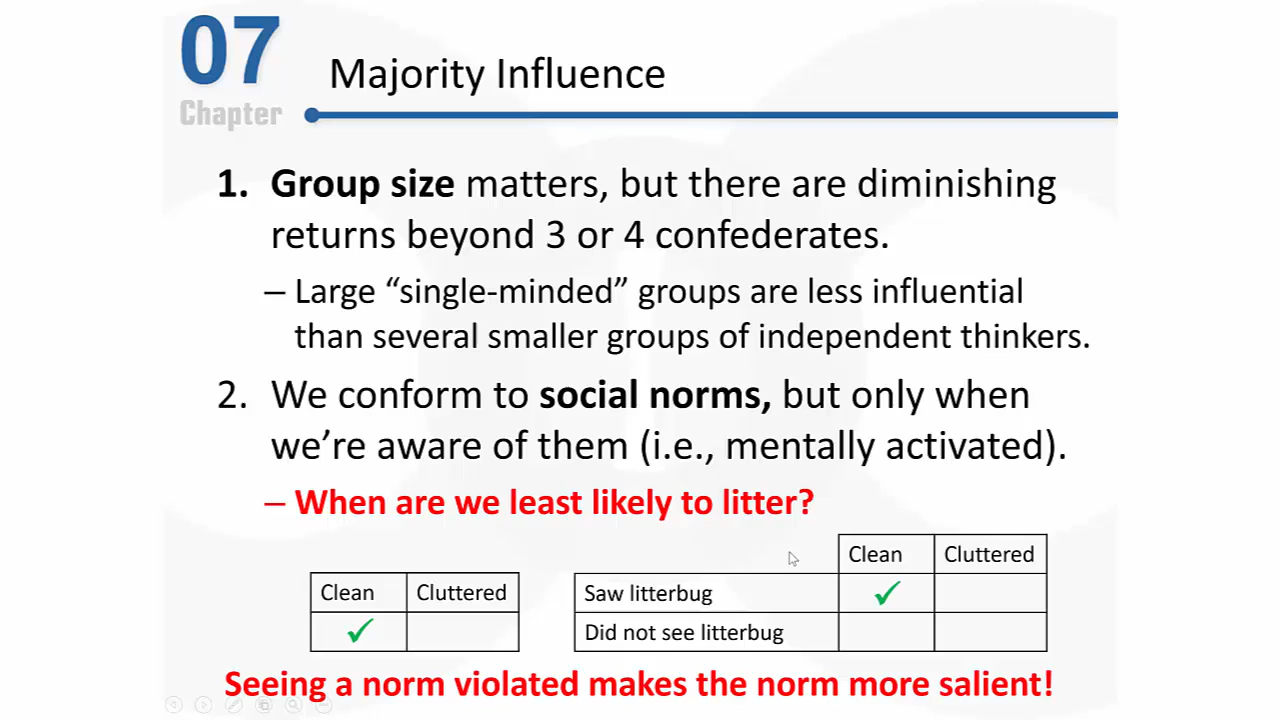 07
Chapter
Majority Influence
1. Group size matters, but there are diminishing
returns beyond 3 or 4 confederates.
– Large “single-minded” groups are less influential
than several smaller groups of independent thinkers.
2. We conform to social norms, but only when
we’re aware of them (i.e., mentally activated).
– When are we least likely to litter?
Clean Cluttered
✓
Clean Cluttered
Saw litterbug ✓
Did not see litterbug
Seeing a norm violated makes the norm more salient!